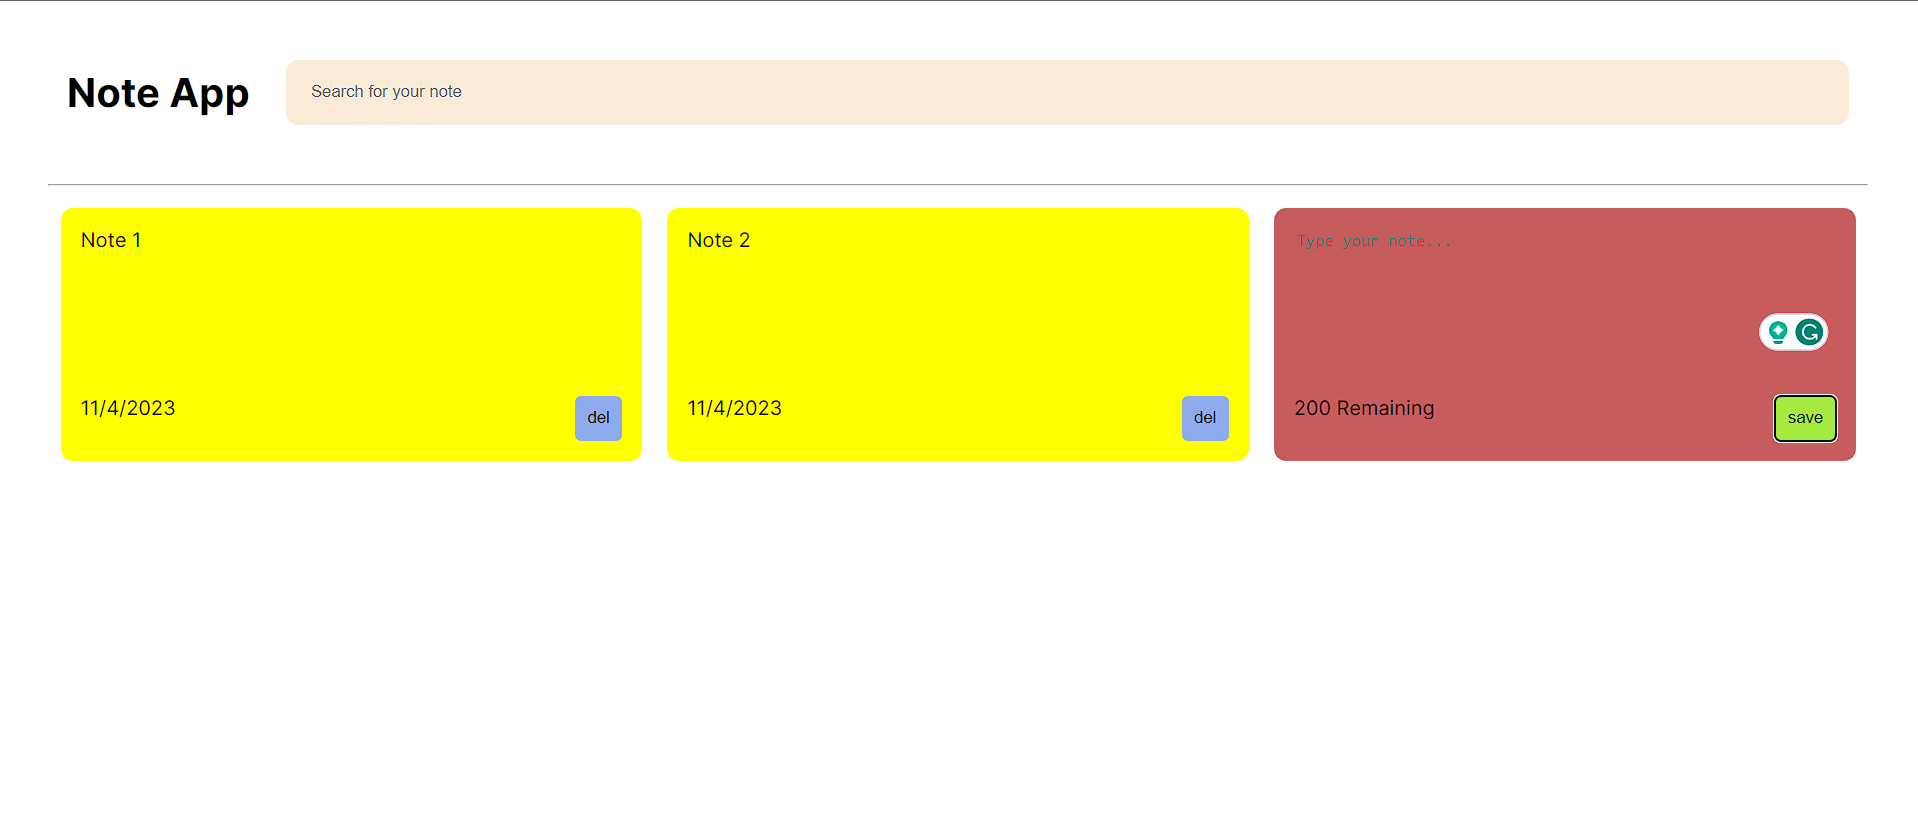 Note App
Search for your note
Note 1
11/4/2023
del
Note 2
11/4/2023
del
Type your note...
200 Remaining
save